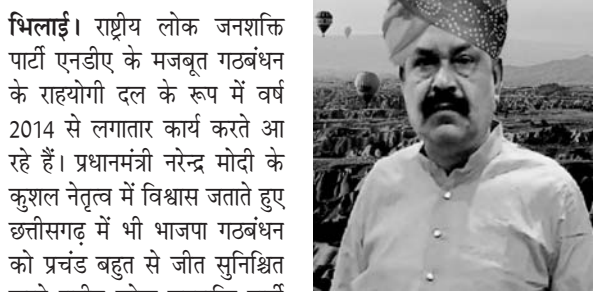 भिलाई। राष्ट्रीय लोक जनशक्ति
पार्टी एनडीए के मजबूत गठबंधन
के राहयोगी दल के रूप में वर्ष
2014 से लगातार कार्य करते आ
रहे हैं। प्रधानमंत्री नरेन्द्र मोदी के
कुशल नेतृत्व में विश्वास जताते हुए
छत्तीसगढ़ में भी भाजपा गठबंधन
को प्रचंड बहुत से जीत सुनिश्चित